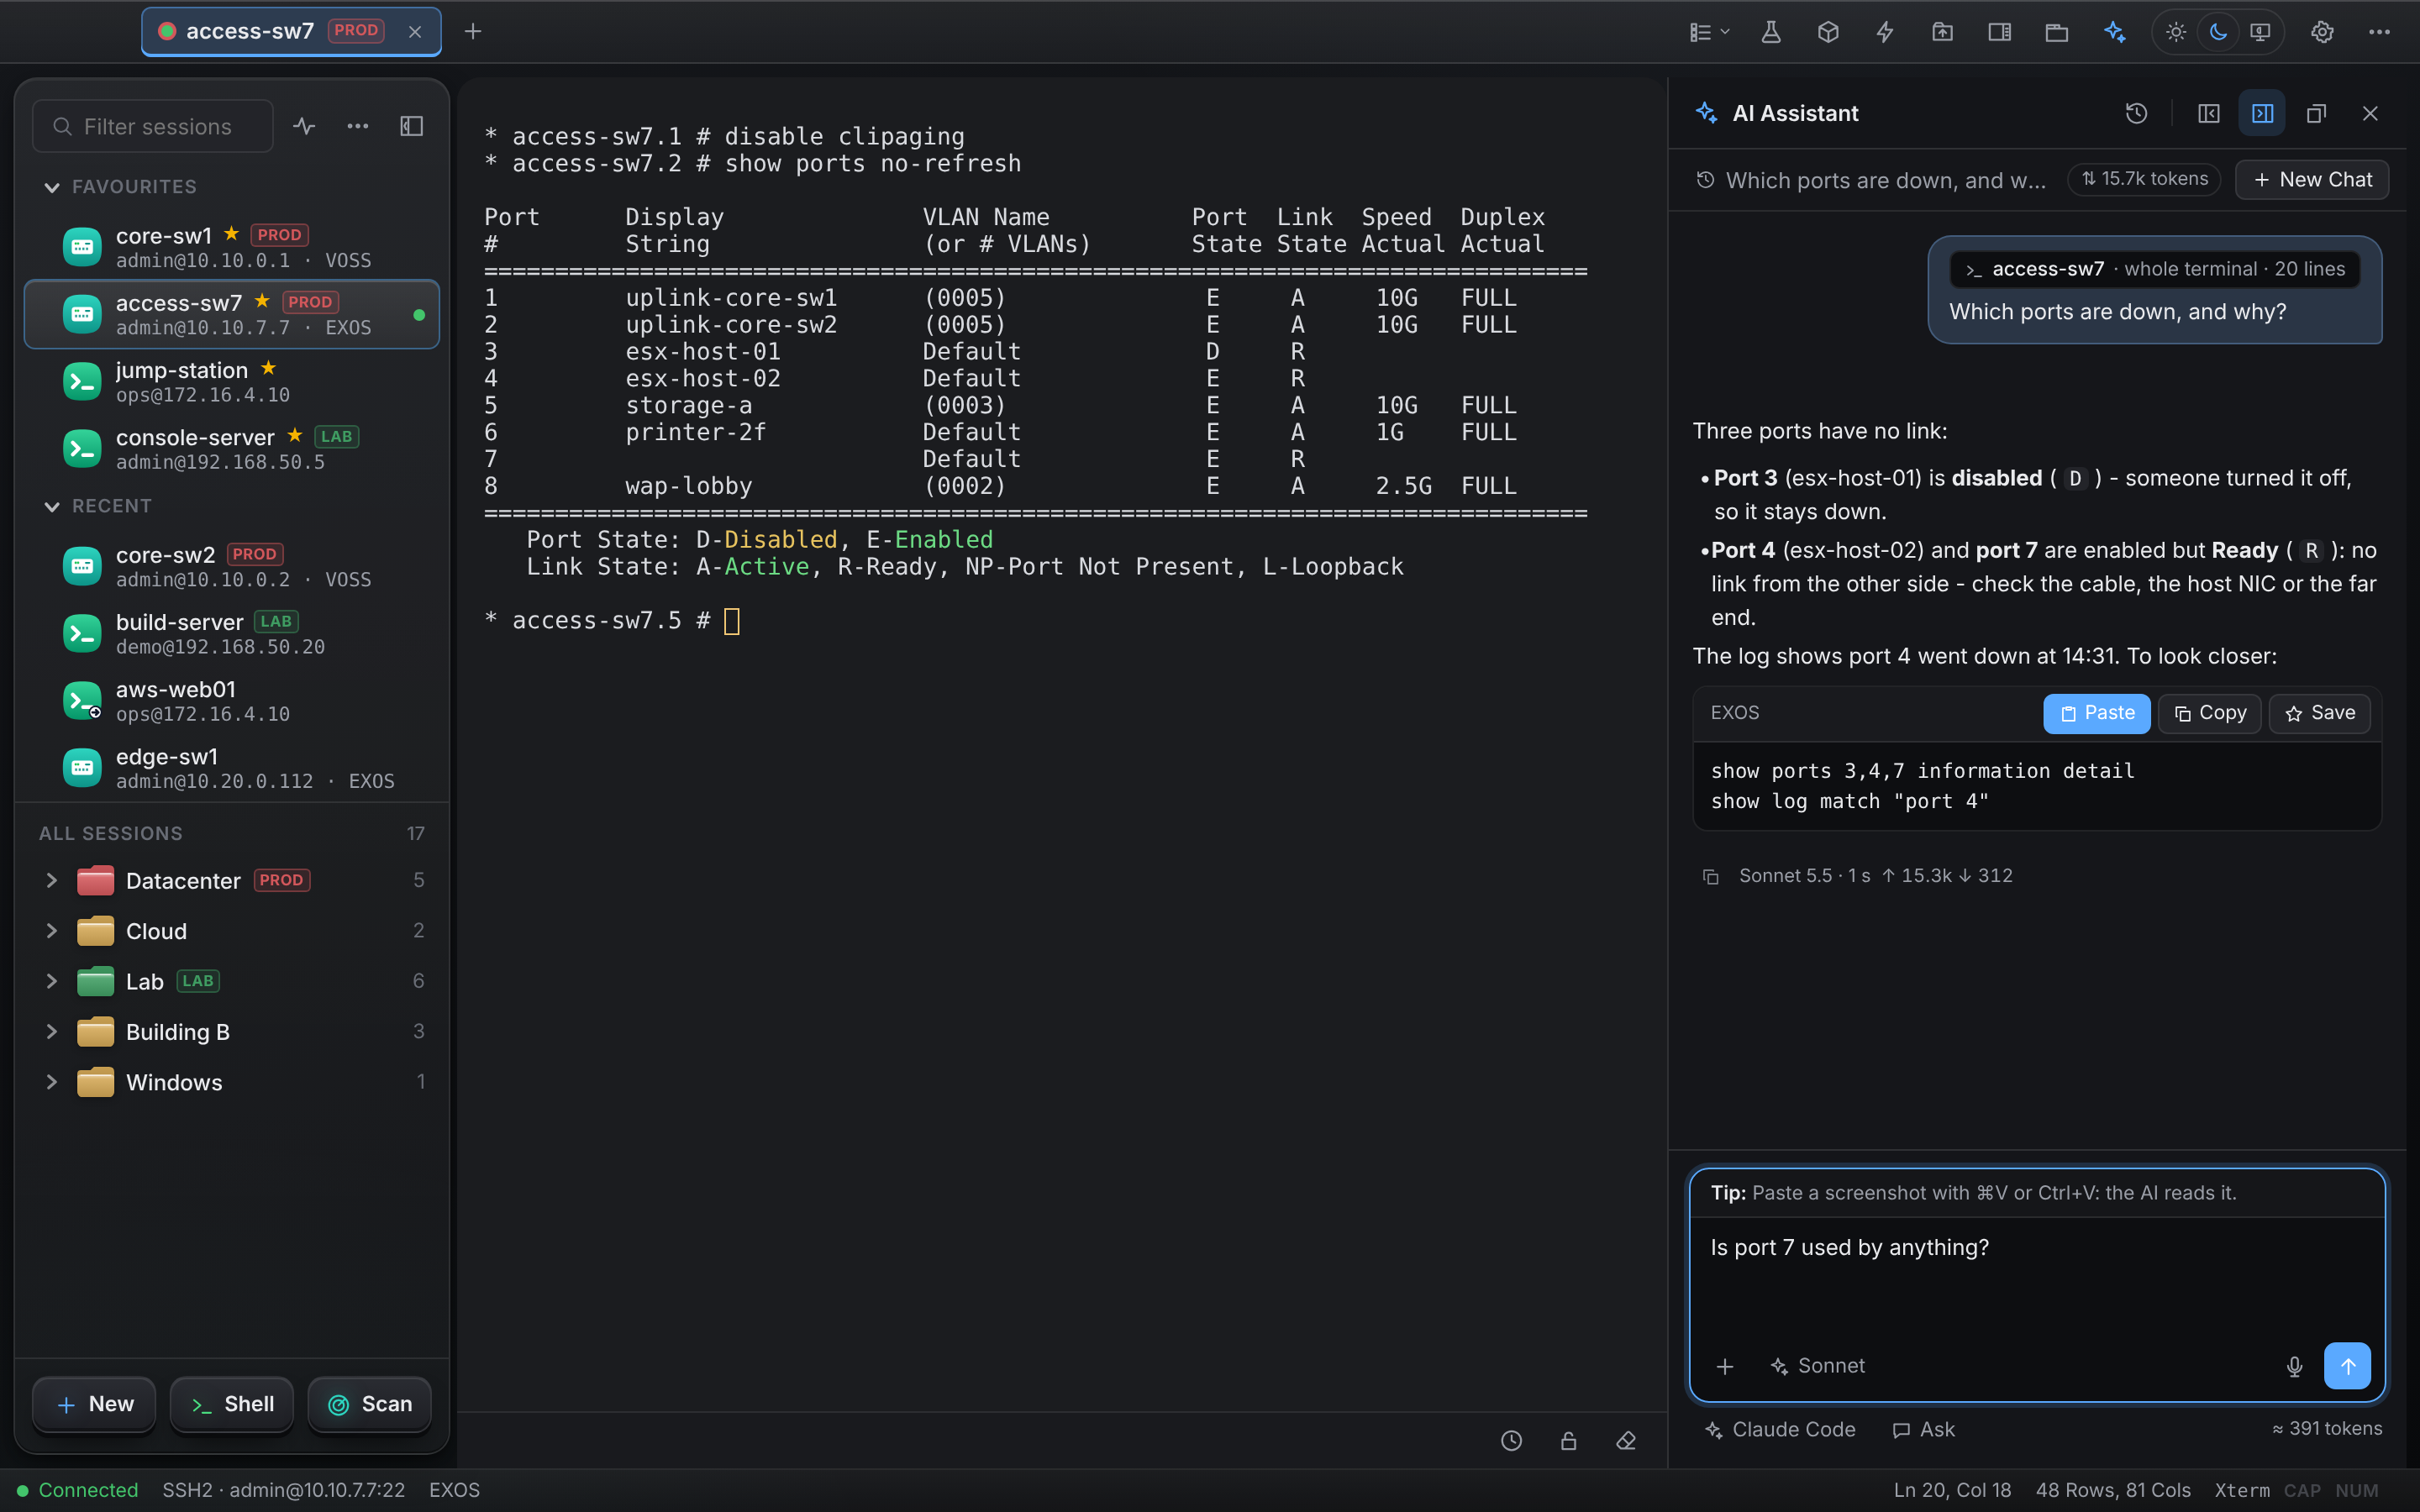 access-sw7 PROD
Filter sessions
FAVOURITES
core-sw1 ★ PROD
admin@10.10.0.1 · VOSS
access-sw7 ★ PROD
admin@10.10.7.7 · EXOS
jump-station ★
ops@172.16.4.10
console-server ★ LAB
admin@192.168.50.5
RECENT
core-sw2 PROD
admin@10.10.0.2 · VOSS
build-server LAB
demo@192.168.50.20
aws-web01
ops@172.16.4.10
edge-sw1
admin@10.20.0.112 · EXOS
ALL SESSIONS 17
Datacenter PROD 5
Cloud 2
Lab LAB 6
Building B 3
Windows 1
New Shell Scan
* access-sw7.1 # disable clipaging
* access-sw7.2 # show ports no-refresh
Port Display VLAN Name Port Link Speed Duplex
# String (or # VLANs) State State Actual Actual
==============================================================================
1 uplink-core-sw1 (0005) E A 10G FULL
2 uplink-core-sw2 (0005) E A 10G FULL
3 esx-host-01 Default D R
4 esx-host-02 Default E R
5 storage-a (0003) E A 10G FULL
6 printer-2f Default E A 1G FULL
7 Default E R
8 wap-lobby (0002) E A 2.5G FULL
==============================================================================
Port State: D-Disabled, E-Enabled
Link State: A-Active, R-Ready, NP-Port Not Present, L-Loopback
* access-sw7.5 #
AI Assistant
Which ports are down, and w... ⇅ 15.7k tokens + New Chat
>_ access-sw7 · whole terminal · 20 lines
Which ports are down, and why?
Three ports have no link:
• Port 3 (esx-host-01) is disabled ( D ) - someone turned it off,
so it stays down.
• Port 4 (esx-host-02) and port 7 are enabled but Ready ( R ): no
link from the other side - check the cable, the host NIC or the far
end.
The log shows port 4 went down at 14:31. To look closer:
EXOS Paste Copy Save
show ports 3,4,7 information detail
show log match "port 4"
Sonnet 5.5 · 1 s ↑ 15.3k ↓ 312
Tip: Paste a screenshot with ⌘V or Ctrl+V: the AI reads it.
Is port 7 used by anything?
Sonnet
Claude Code Ask ≈ 391 tokens
Connected SSH2 · admin@10.10.7.7:22 EXOS
Ln 20, Col 18 48 Rows, 81 Cols Xterm CAP NUM